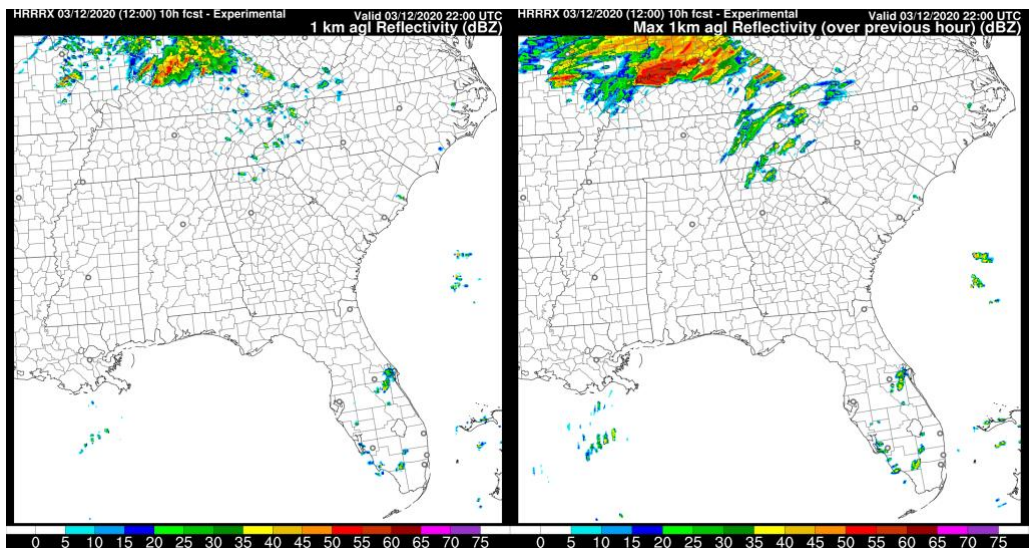 HRRRX 03/12/2020 (12:00) 10h fcst - Experimental Valid 03/12/2020 22:00 UTC
1 km agl Reflectivity (dBZ)
0 5 10 15 20 25 30 35 40 45 50 55 60 65 70 75
HRRRX 03/12/2020 (12:00) 10h fcst - Experimental Valid 03/12/2020 22:00 UTC
Max 1km agl Reflectivity (over previous hour) (dBZ)
0 5 10 15 20 25 30 35 40 45 50 55 60 65 70 75